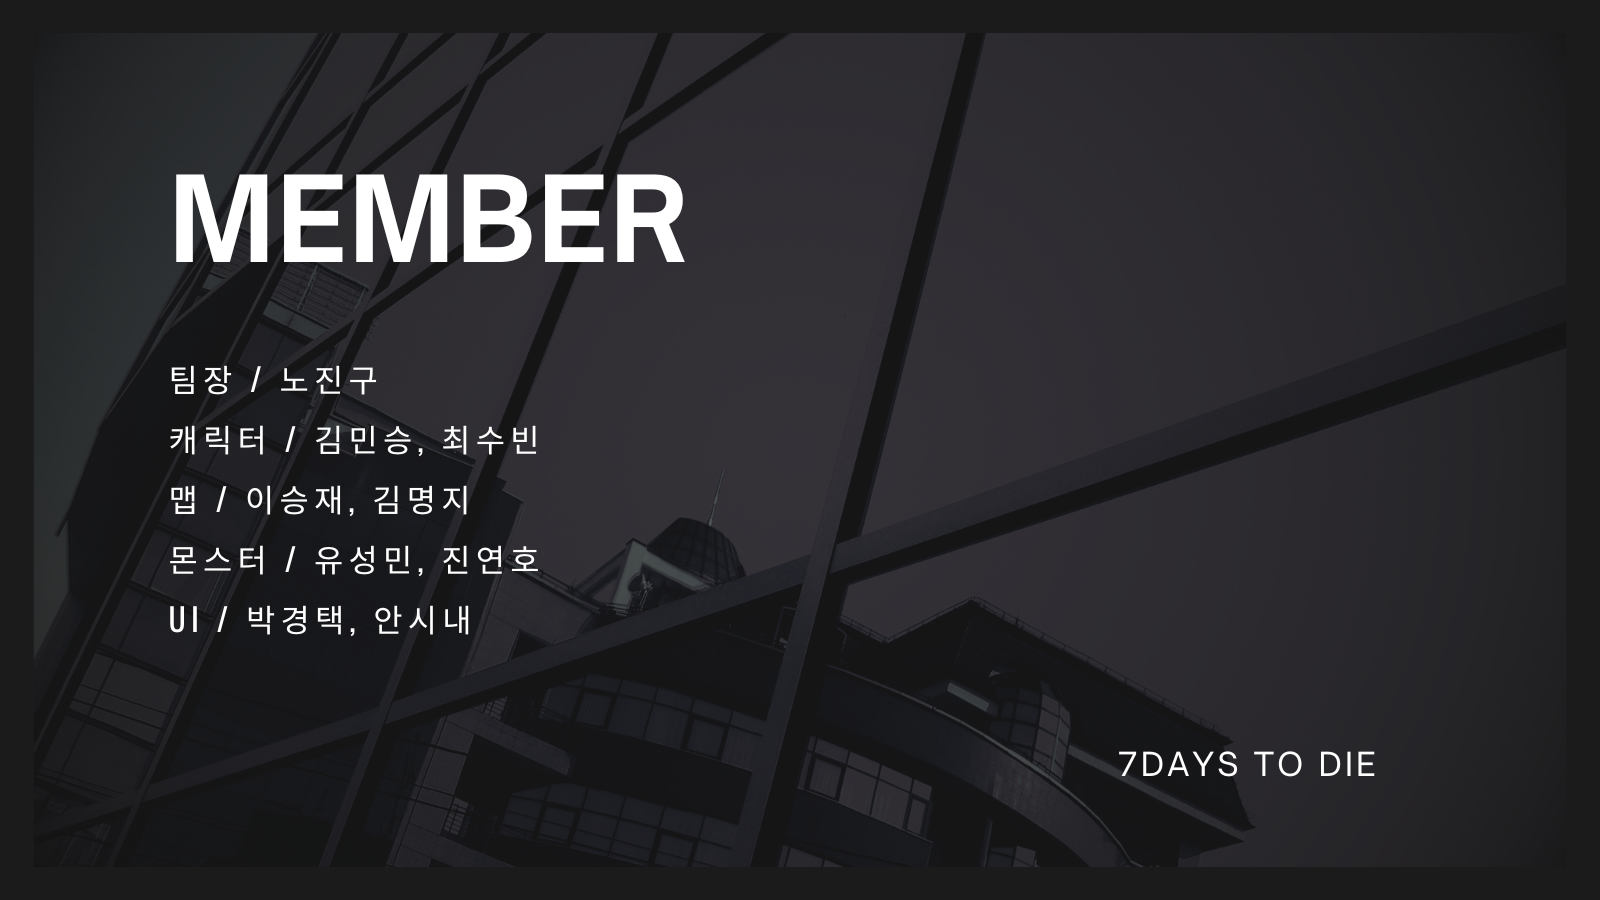 MEMBER
팀장 / 노진구
캐릭터 / 김민승, 최수빈
맵 / 이승재, 김명지
몬스터 / 유성민, 진연호
UI / 박경택, 안시내
7DAYS TO DIE